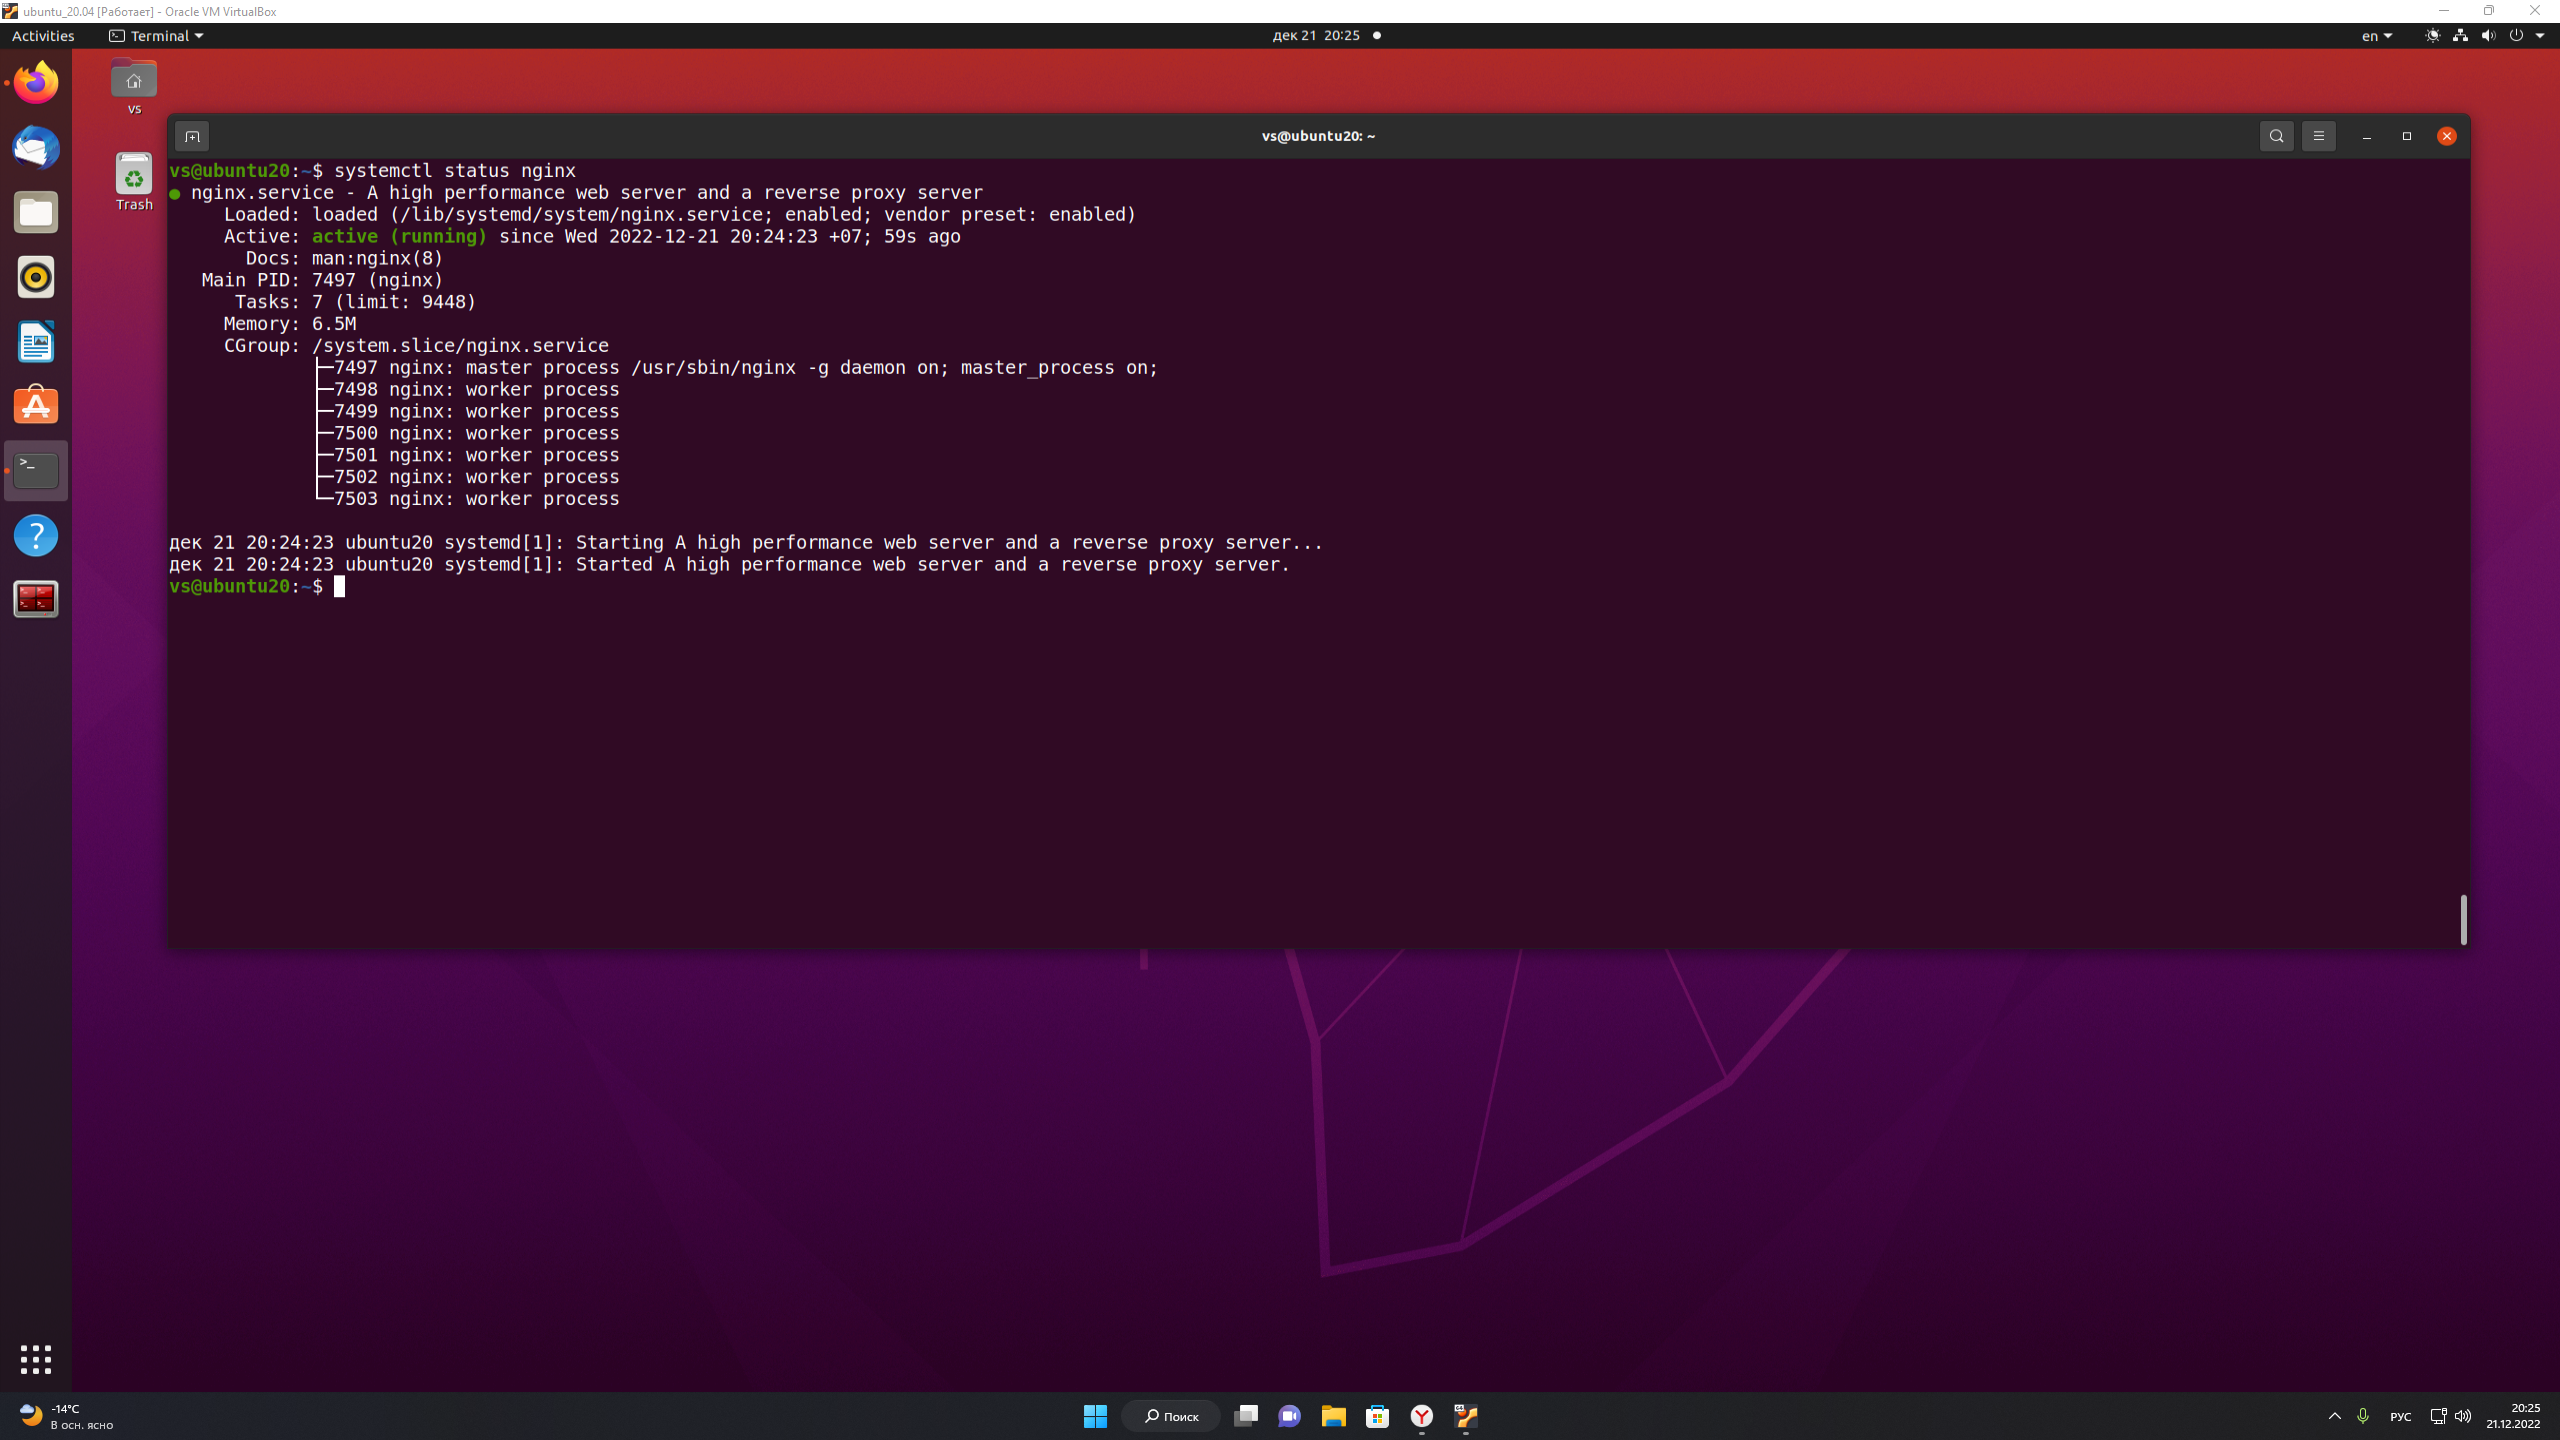 ubuntu_20.04 [Работает] - Oracle VM VirtualBox
Activities
Terminal
дек 21 20:25
en
vs
Trash
vs@ubuntu20: ~
vs@ubuntu20:~$ systemctl status nginx
● nginx.service - A high performance web server and a reverse proxy server
Loaded: loaded (/lib/systemd/system/nginx.service; enabled; vendor preset: enabled)
Active: active (running) since Wed 2022-12-21 20:24:23 +07; 59s ago
Docs: man:nginx(8)
Main PID: 7497 (nginx)
Tasks: 7 (limit: 9448)
Memory: 6.5M
CGroup: /system.slice/nginx.service
├─7497 nginx: master process /usr/sbin/nginx -g daemon on; master_process on;
├─7498 nginx: worker process
├─7499 nginx: worker process
├─7500 nginx: worker process
├─7501 nginx: worker process
├─7502 nginx: worker process
└─7503 nginx: worker process
дек 21 20:24:23 ubuntu20 systemd[1]: Starting A high performance web server and a reverse proxy server...
дек 21 20:24:23 ubuntu20 systemd[1]: Started A high performance web server and a reverse proxy server.
vs@ubuntu20:~$
-14°C
В осн. ясно
Поиск
РУС
20:25
21.12.2022